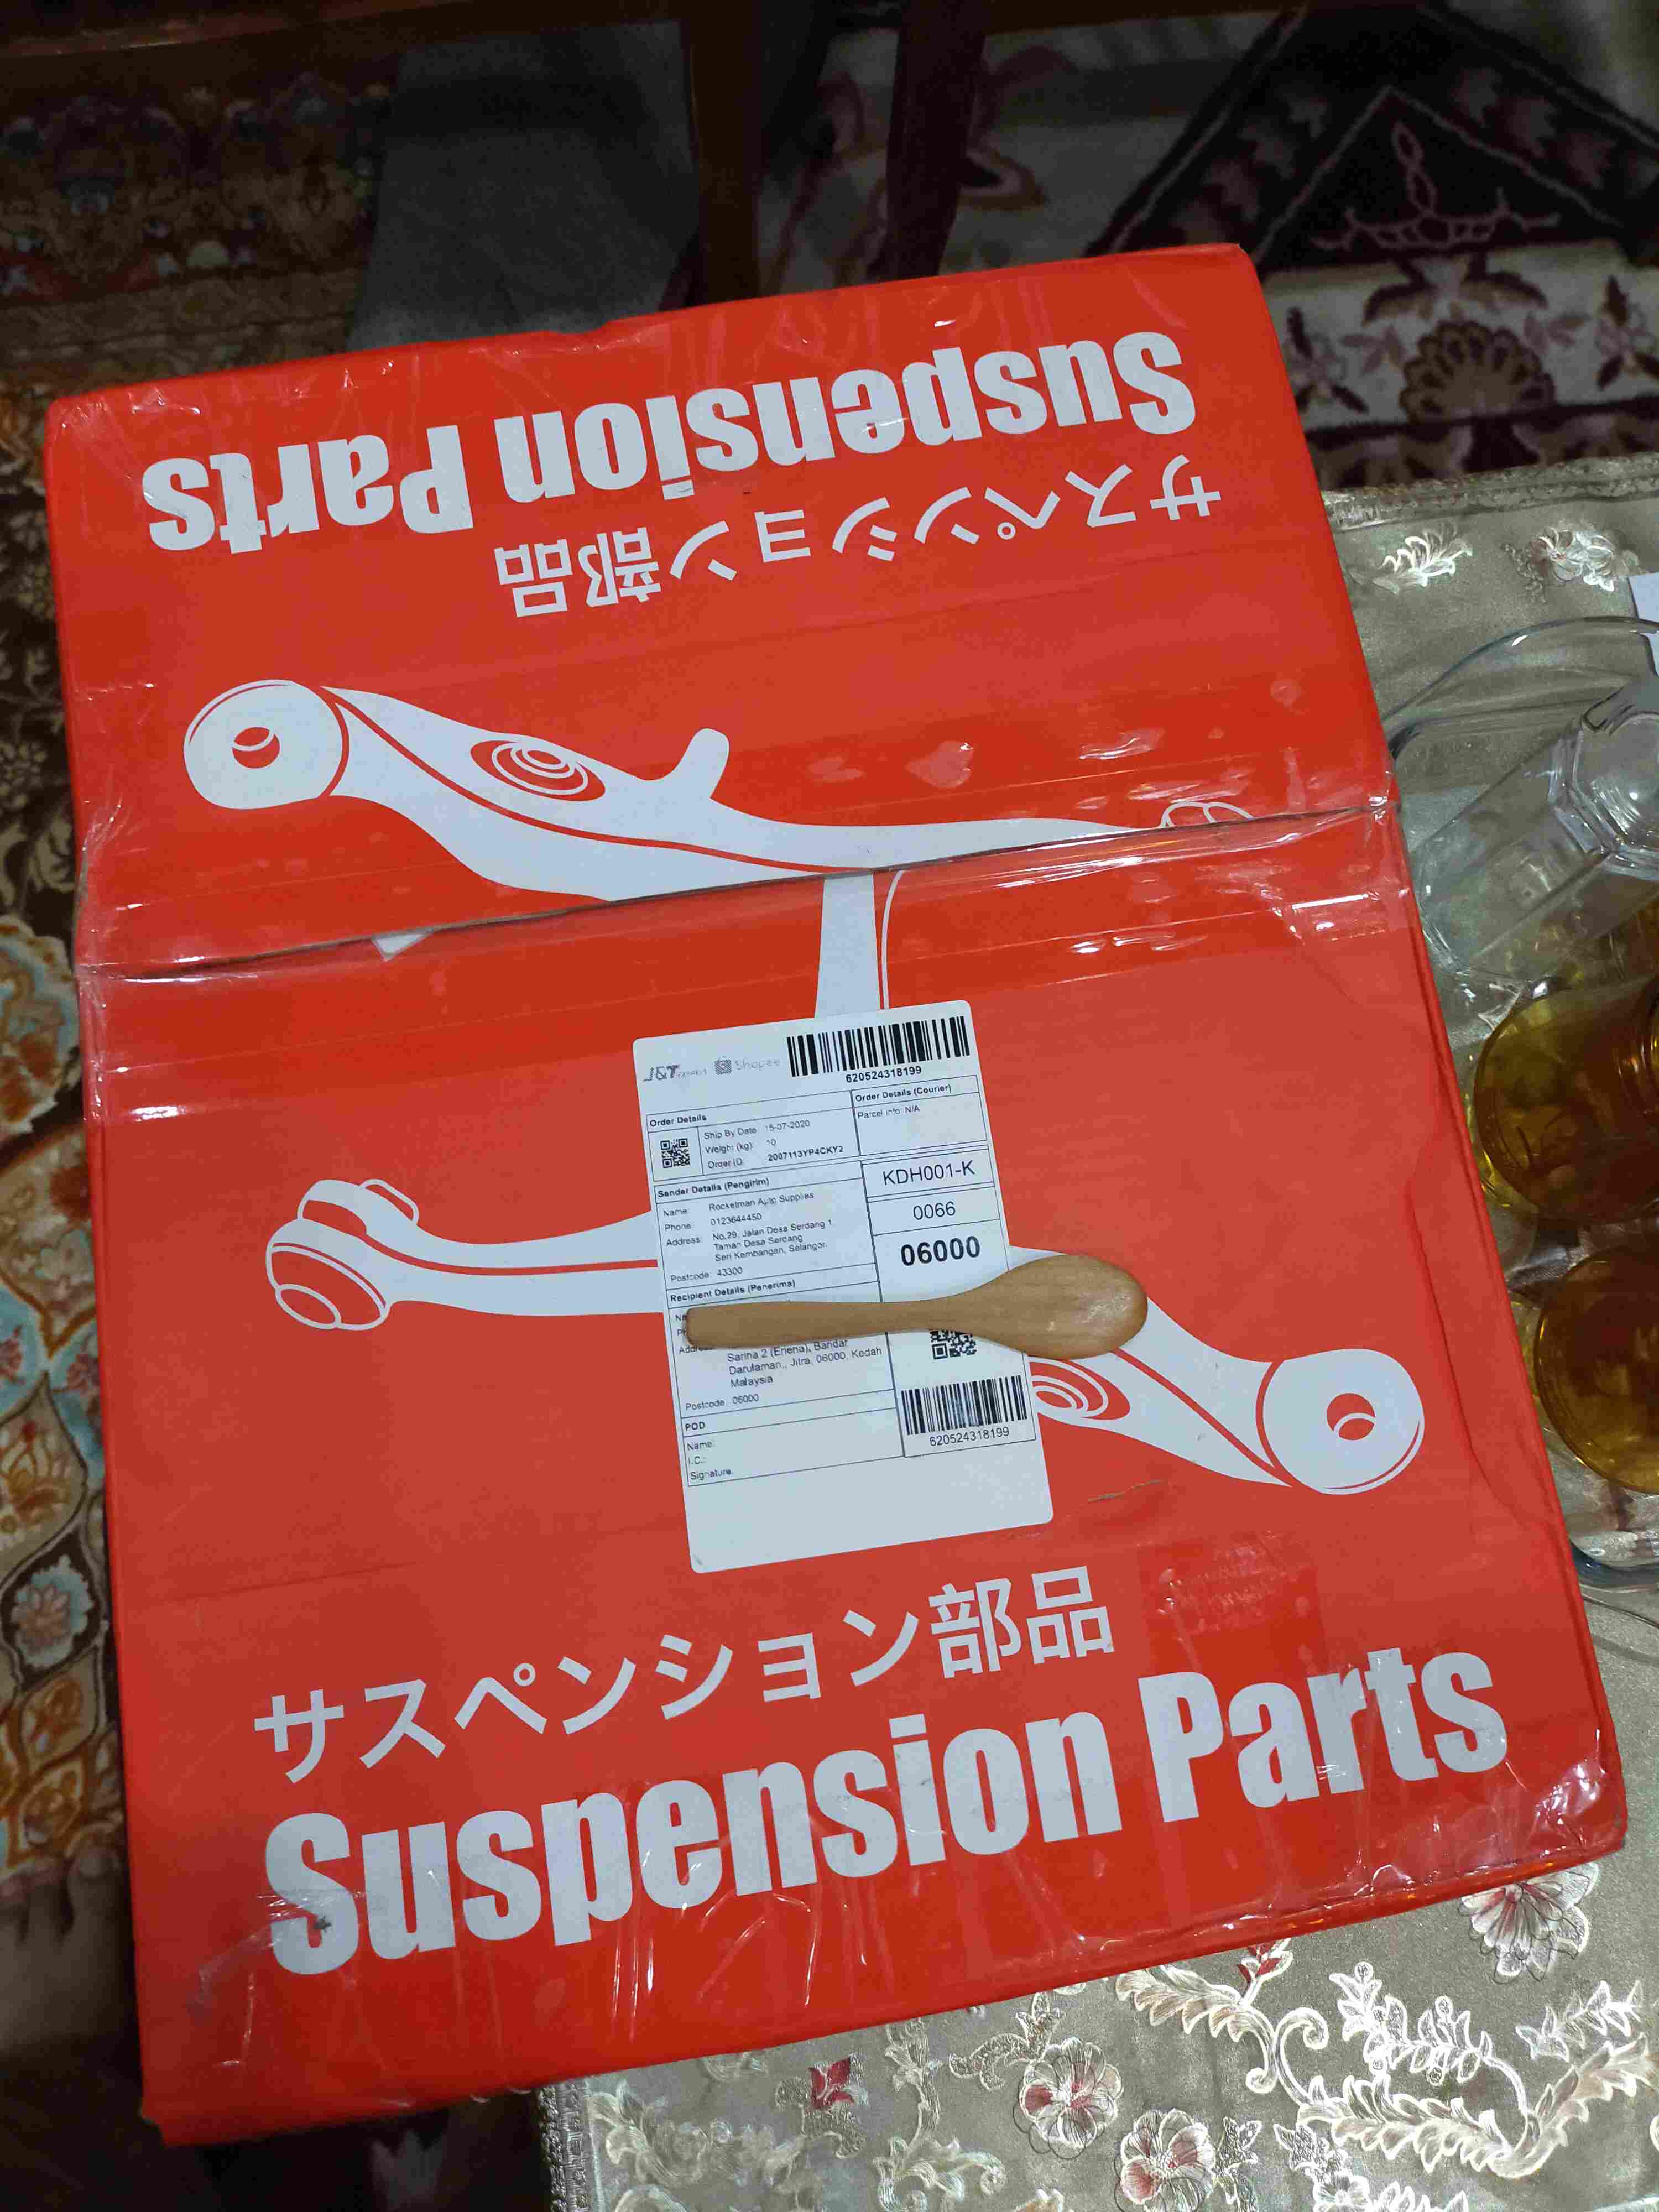 Suspension Parts
サスペンション部品
J&T EXPRESS Shopee
620524318199
Order Details
Ship By Date 15-07-2020
Weight (kg) 10
Order ID 2007113YP4CKY2
Order Details (Courier)
Parcel info: N/A
Sender Details (Pengirim)
Name: Rocketman Auto Supplies
Phone: 0123644450
Address: No.29, Jalan Desa Serdang 1,
Taman Desa Serdang
Seri Kembangan, Selangor.
Postcode: 43300
KDH001-K
0066
06000
Recipient Details (Penerima)
Sarina 2 (Eriena), Bandar
Darulaman., Jitra, 06000, Kedah
Malaysia
Postcode: 06000
POD
Name:
I.C.:
Signature:
620524318199
サスペンション部品
Suspension Parts